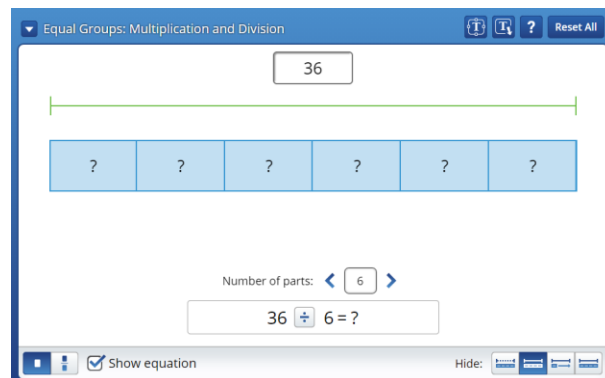 Equal Groups: Multiplication and Division T T ? Reset All
36
? ? ? ? ? ?
Number of parts: 6
36 ÷ 6 = ?
Show equation Hide: